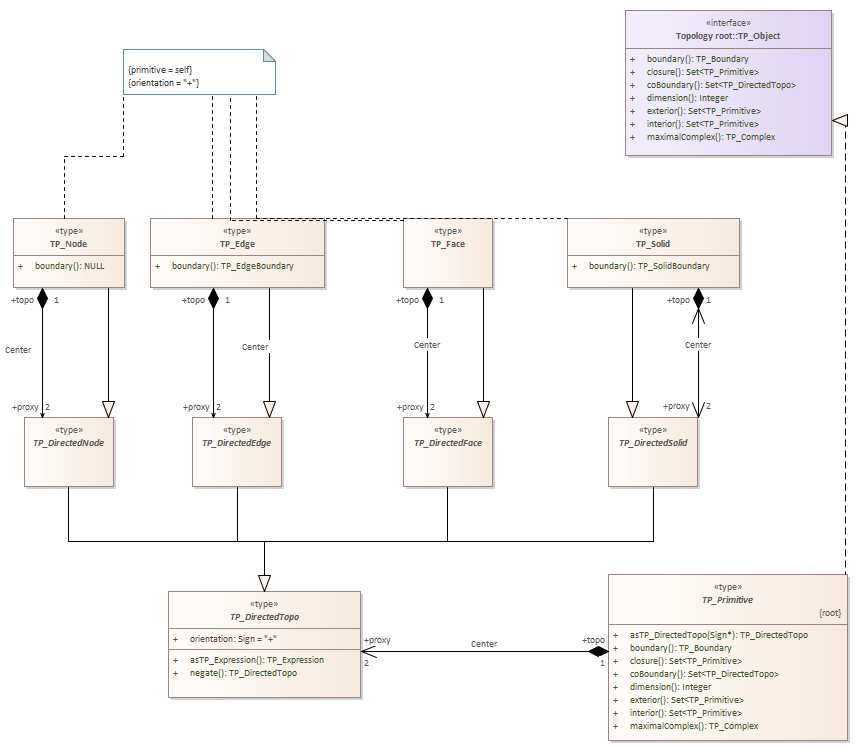 {primitive = self}
{orientation = "+"}
«interface»
Topology root::TP_Object
+ boundary(): TP_Boundary
+ closure(): Set<TP_Primitive>
+ coBoundary(): Set<TP_DirectedTopo>
+ dimension(): Integer
+ exterior(): Set<TP_Primitive>
+ interior(): Set<TP_Primitive>
+ maximalComplex(): TP_Complex
«type»
TP_Node
+ boundary(): NULL
«type»
TP_Edge
+ boundary(): TP_EdgeBoundary
«type»
TP_Face
«type»
TP_Solid
+ boundary(): TP_SolidBoundary
+topo 1
Center
+proxy 2
+topo 1
Center
+proxy 2
+topo 1
Center
+proxy 2
+topo 1
Center
+proxy 2
«type»
TP_DirectedNode
«type»
TP_DirectedEdge
«type»
TP_DirectedFace
«type»
TP_DirectedSolid
«type»
TP_DirectedTopo
+ orientation: Sign = "+"
+ asTP_Expression(): TP_Expression
+ negate(): TP_DirectedTopo
+proxy
2
Center
+topo
1
«type»
TP_Primitive
{root}
+ asTP_DirectedTopo(Sign*): TP_DirectedTopo
+ boundary(): TP_Boundary
+ closure(): Set<TP_Primitive>
+ coBoundary(): Set<TP_DirectedTopo>
+ dimension(): Integer
+ exterior(): Set<TP_Primitive>
+ interior(): Set<TP_Primitive>
+ maximalComplex(): TP_Complex